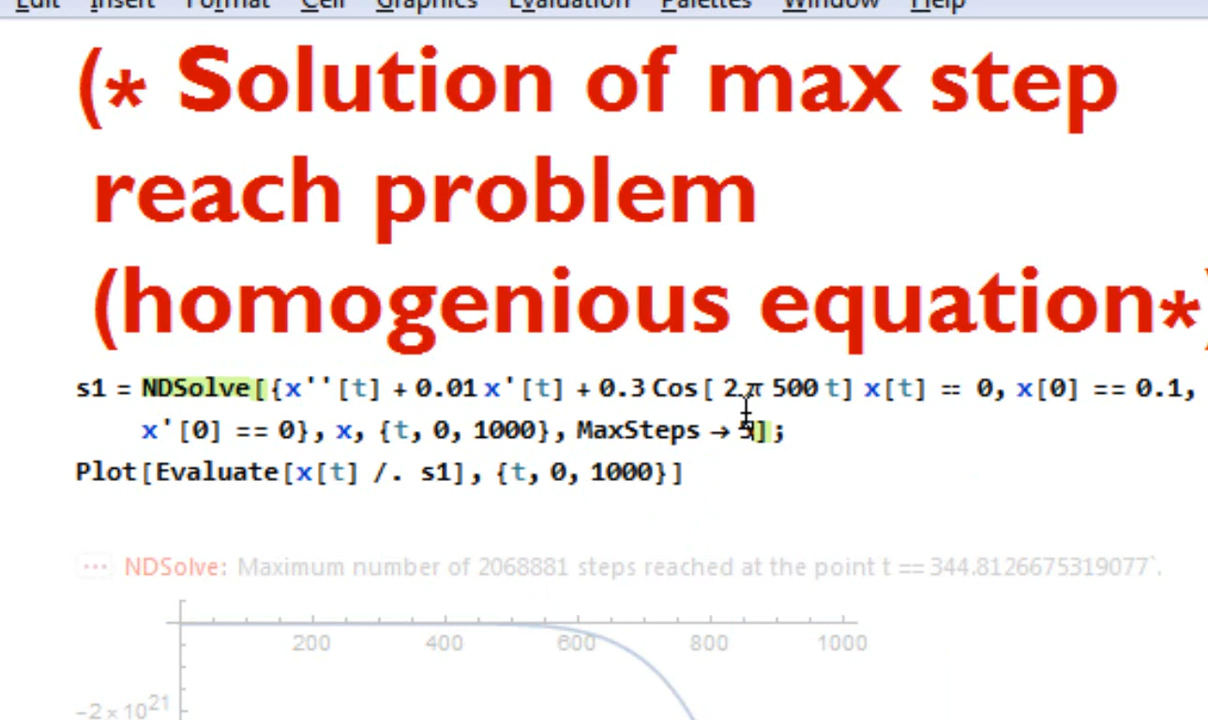 Edit Insert Format Cell Graphics Evaluation Palettes Window Help
(* Solution of max step
reach problem
(homogenious equation*)
s1 = NDSolve[{x''[t] + 0.01 x'[t] + 0.3 Cos[ 2 π 500 t] x[t] == 0, x[0] == 0.1,
x'[0] == 0}, x, {t, 0, 1000}, MaxSteps → 5];
Plot[Evaluate[x[t] /. s1], {t, 0, 1000}]
... NDSolve: Maximum number of 2068881 steps reached at the point t == 344.8126675319077`.
200 400 600 800 1000
-2 × 10^21